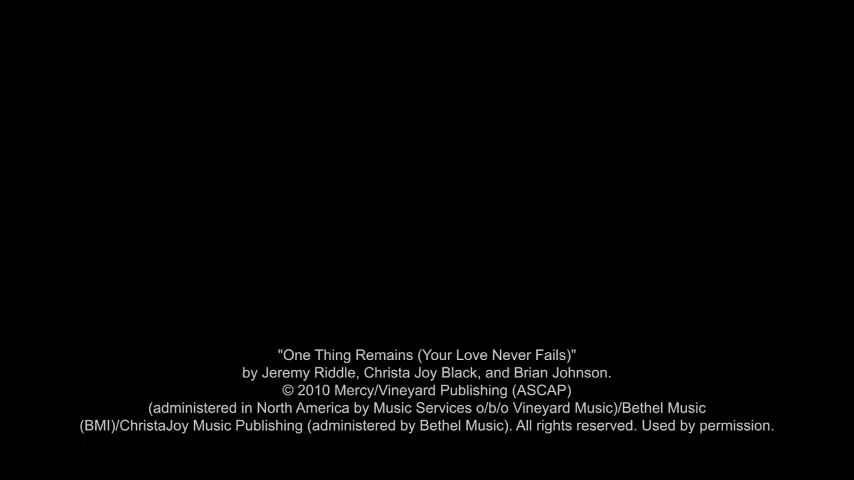 "One Thing Remains (Your Love Never Fails)"
by Jeremy Riddle, Christa Joy Black, and Brian Johnson.
© 2010 Mercy/Vineyard Publishing (ASCAP)
(administered in North America by Music Services o/b/o Vineyard Music)/Bethel Music
(BMI)/ChristaJoy Music Publishing (administered by Bethel Music). All rights reserved. Used by permission.